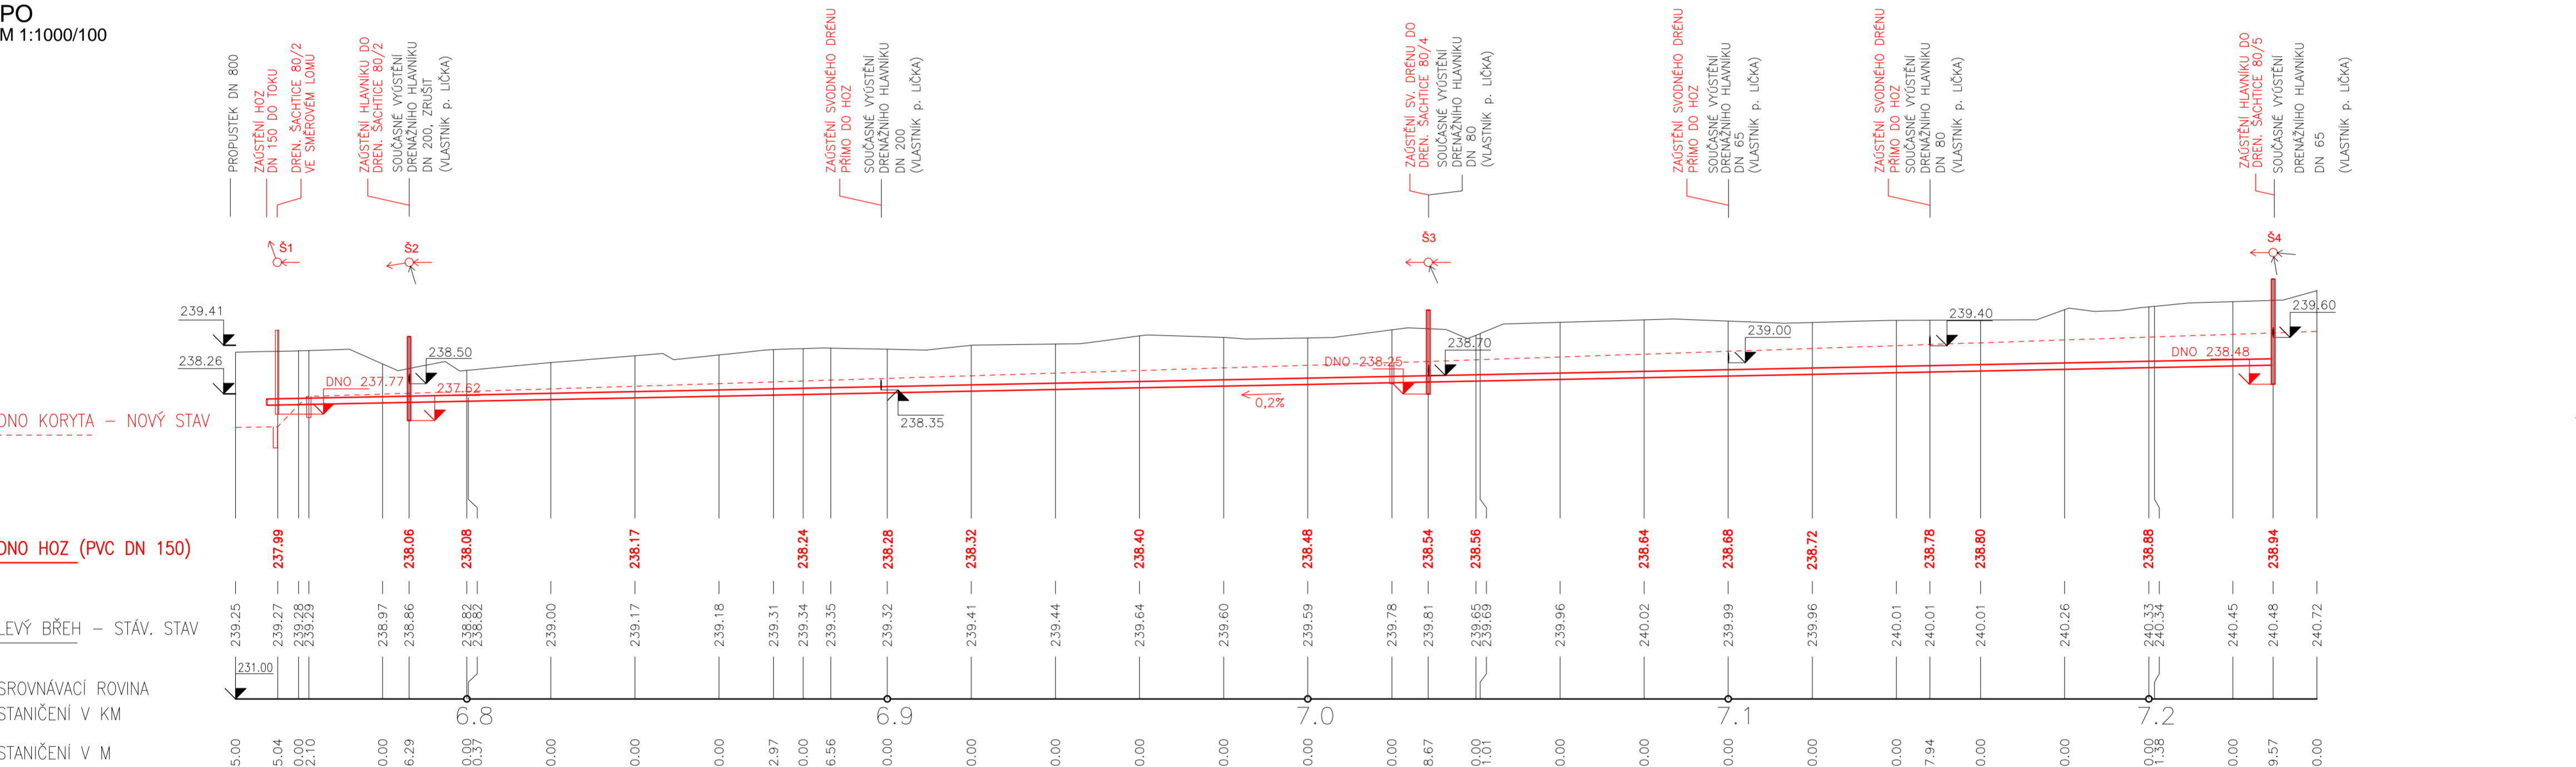 PO
M 1:1000/100
PROPUSTEK DN 800
ZAÚSTĚNÍ HOZ
DN 150 DO TOKU
DREN. ŠACHTICE 80/2
VE SMĚROVÉM LOMU
ZAÚSTĚNÍ HLAVNÍKU DO
DREN. ŠACHTICE 80/2
SOUČASNÉ VYÚSTĚNÍ
DRENÁŽNÍHO HLAVNÍKU
DN 200, ZRUŠIT
(VLASTNÍK p. LIČKA)
ZAÚSTĚNÍ SVODNÉHO DRÉNU
PŘÍMO DO HOZ
SOUČASNÉ VYÚSTĚNÍ
DRENÁŽNÍHO HLAVNÍKU
DN 200
(VLASTNÍK p. LIČKA)
ZAÚSTĚNÍ SV. DRÉNU DO
DREN. ŠACHTICE 80/4
SOUČASNÉ VYÚSTĚNÍ
DRENÁŽNÍHO HLAVNÍKU
DN 80
(VLASTNÍK p. LIČKA)
ZAÚSTĚNÍ SVODNÉHO DRÉNU
PŘÍMO DO HOZ
SOUČASNÉ VYÚSTĚNÍ
DRENÁŽNÍHO HLAVNÍKU
DN 65
(VLASTNÍK p. LIČKA)
ZAÚSTĚNÍ SVODNÉHO DRÉNU
PŘÍMO DO HOZ
SOUČASNÉ VYÚSTĚNÍ
DRENÁŽNÍHO HLAVNÍKU
DN 80
(VLASTNÍK p. LIČKA)
ZAÚSTĚNÍ HLAVNÍKU DO
DREN. ŠACHTICE 80/5
SOUČASNÉ VYÚSTĚNÍ
DRENÁŽNÍHO HLAVNÍKU
DN 65
(VLASTNÍK p. LIČKA)
Š1 Š2 Š3 Š4
239.41
238.26
DNO 237.77
238.50
237.62
238.35
0,2%
DNO 238.25
238.70
239.00
239.40
DNO 238.48
239.60
DNO KORYTA – NOVÝ STAV
DNO HOZ (PVC DN 150)
237.99 238.06 238.08 238.17 238.24 238.28 238.32 238.40 238.48 238.54 238.56 238.64 238.68 238.72 238.78 238.80 238.88 238.94
LEVÝ BŘEH – STÁV. STAV
239.25 239.27 239.28 239.29 238.97 238.86 238.82 238.82 239.00 239.17 239.18 239.31 239.34 239.35 239.32 239.41 239.44 239.64 239.60 239.59 239.78 239.81 239.65 239.69 239.96 240.02 239.99 239.96 240.01 240.01 240.01 240.26 240.33 240.34 240.45 240.48 240.72
231.00
SROVNÁVACÍ ROVINA
STANIČENÍ V KM
6.8 6.9 7.0 7.1 7.2
STANIČENÍ V M
5.00 5.04 0.00 2.10 0.00 6.29 0.00 0.37 0.00 0.00 0.00 2.97 0.00 6.56 0.00 0.00 0.00 0.00 0.00 0.00 0.00 8.67 0.00 1.01 0.00 0.00 0.00 0.00 0.00 7.94 0.00 0.00 0.00 1.38 0.00 9.57 0.00